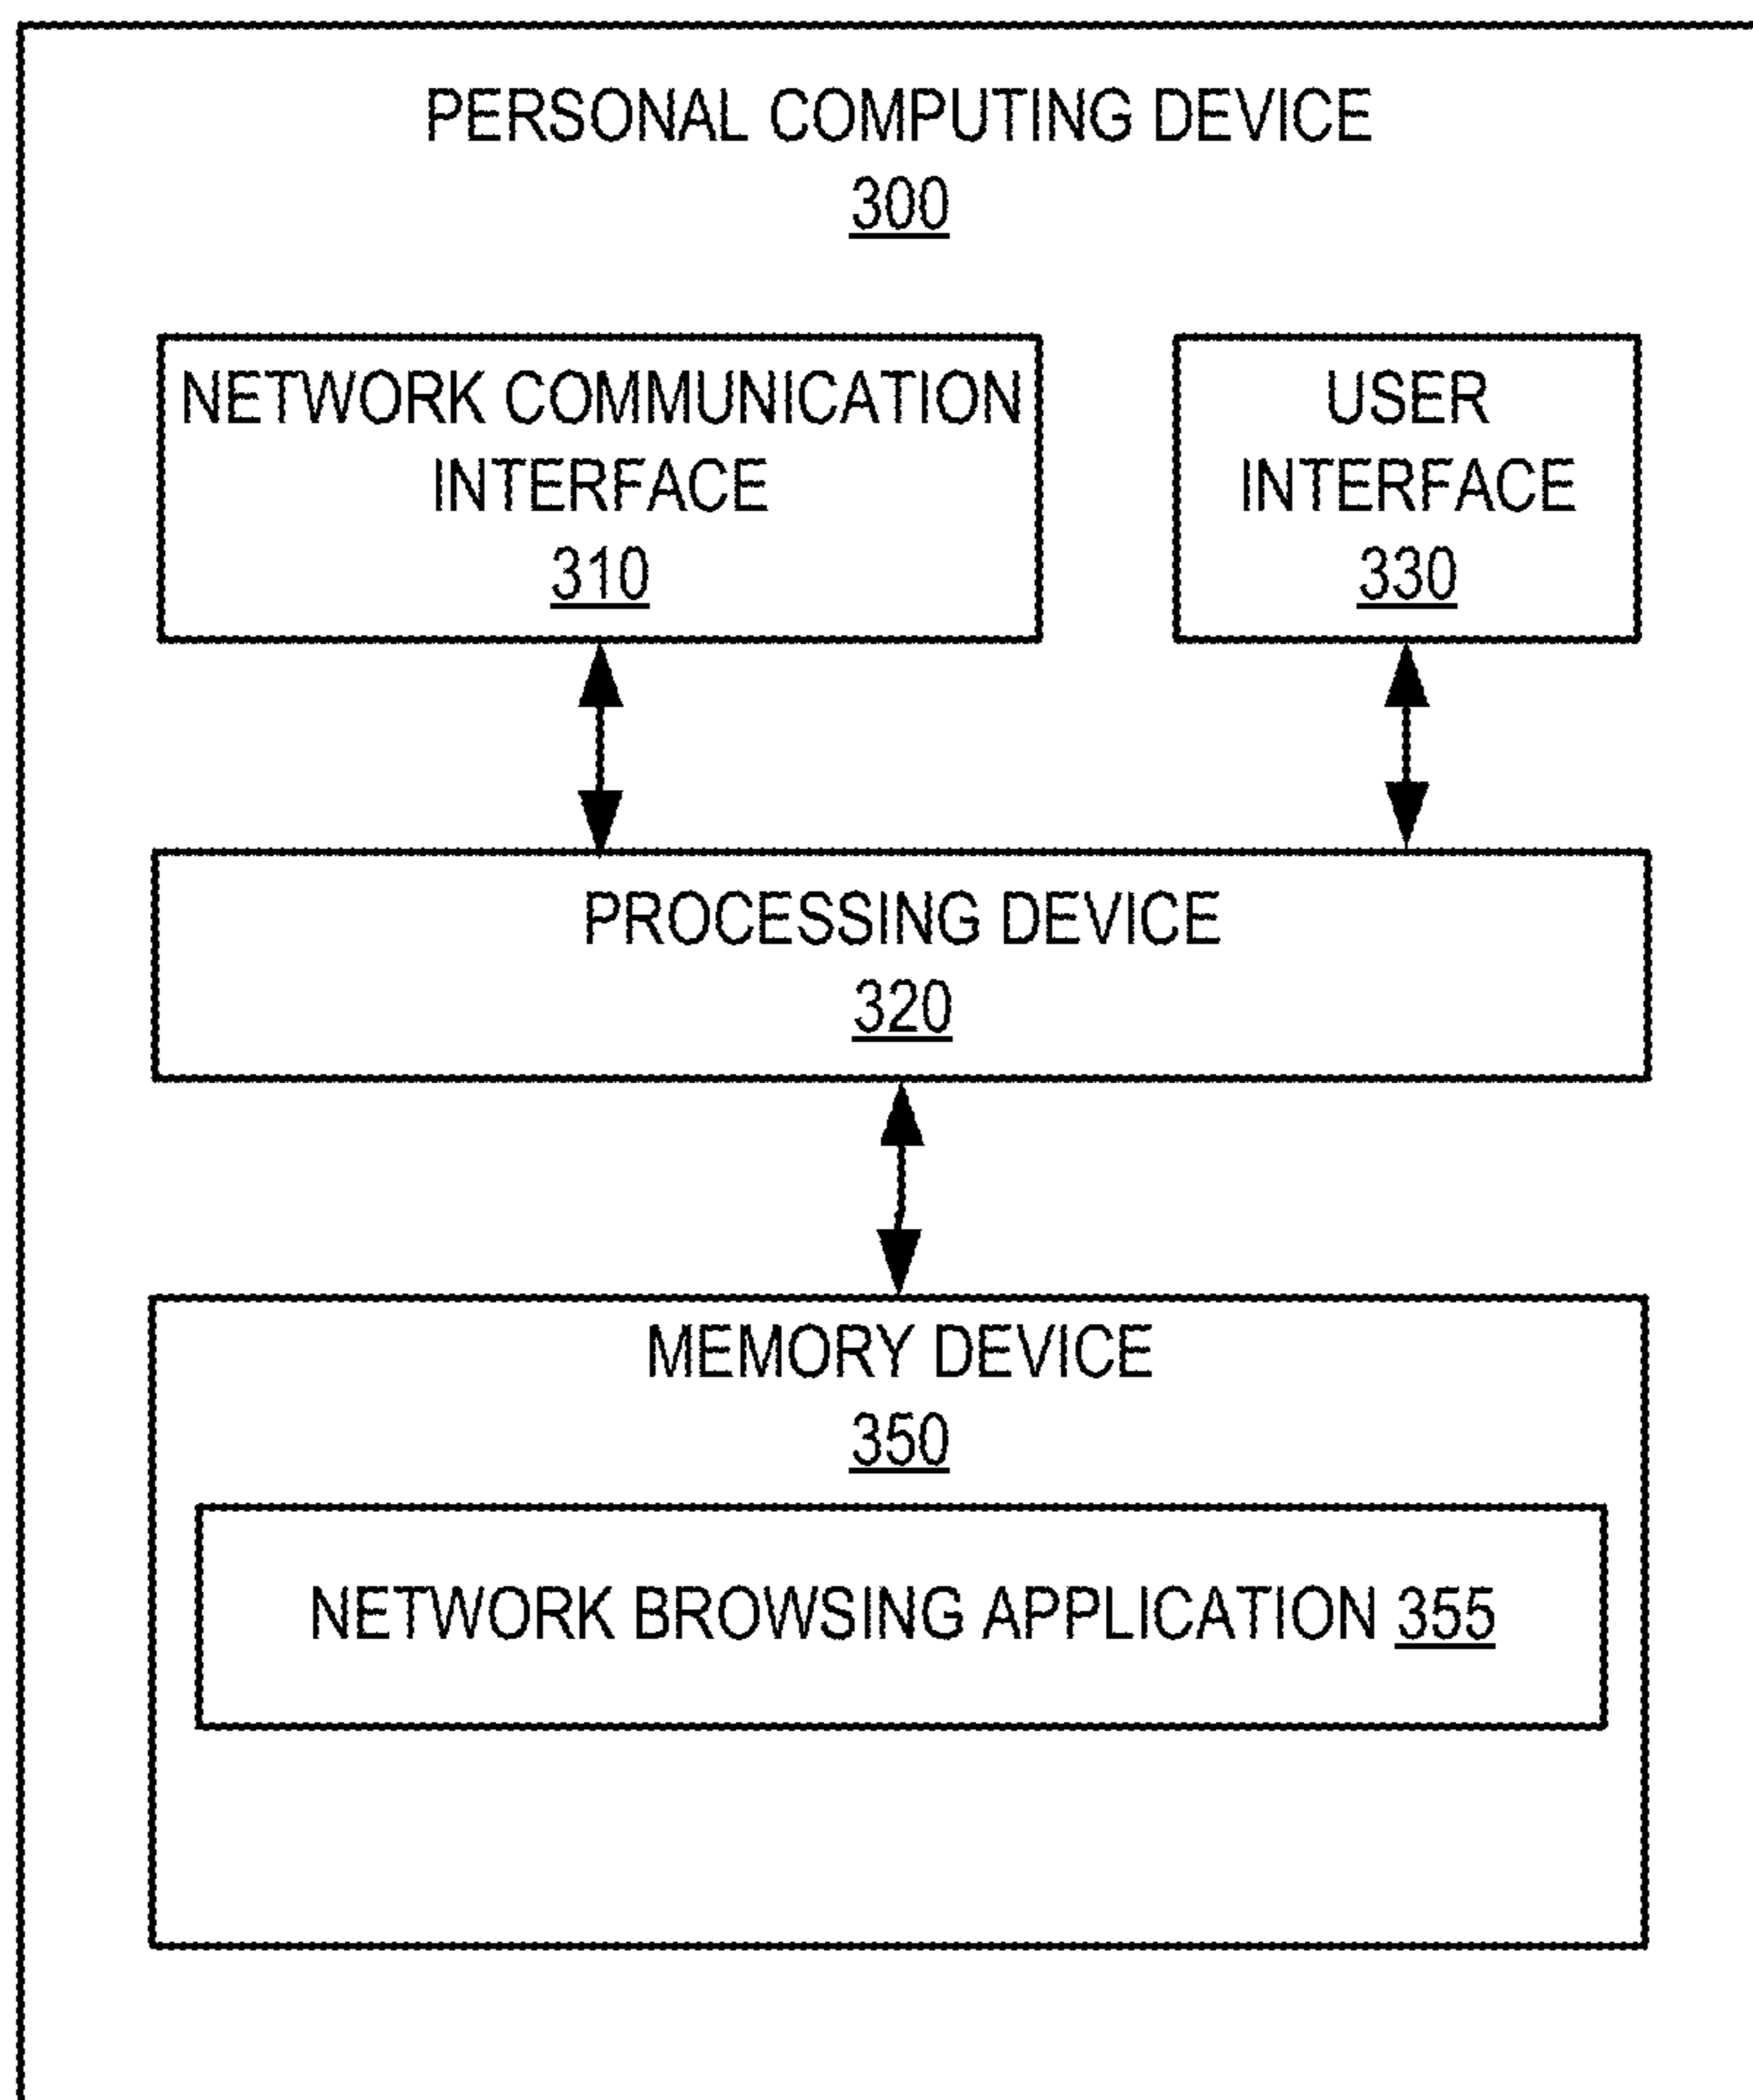 PERSONAL COMPUTING DEVICE
300
NETWORK COMMUNICATION
INTERFACE
310
USER
INTERFACE
330
PROCESSING DEVICE
320
MEMORY DEVICE
350
NETWORK BROWSING APPLICATION 355